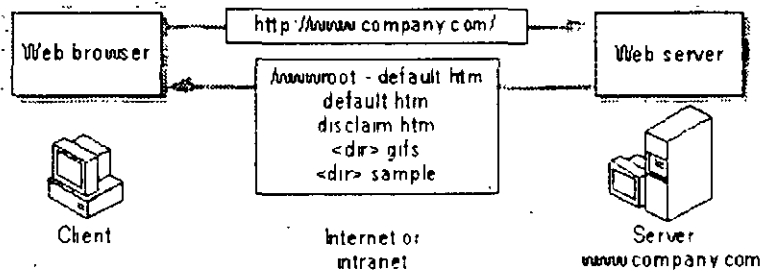 http://www.company.com/
Web browser
Web server
/wwwroot - default htm
default htm
disclaim htm
<dir> gifs
<dir> sample
Client
Internet or
intranet
Server
www company com